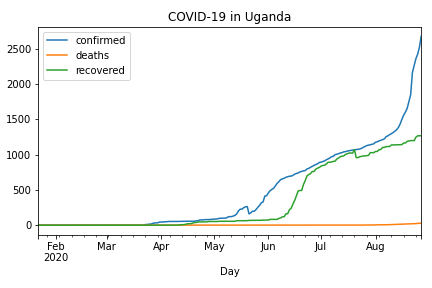 COVID-19 in Uganda
confirmed
deaths
recovered
2500
2000
1500
1000
500
0
Feb Mar Apr May Jun Jul Aug
2020
Day